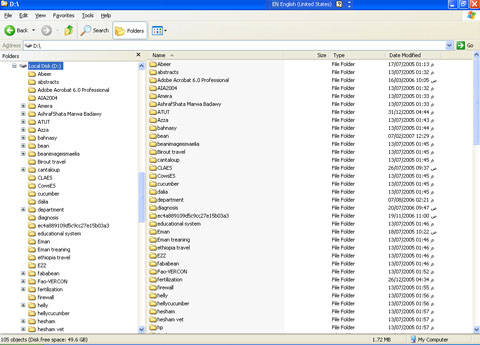 D:\
EN English (United States) ?
File Edit View Favorites Tools Help
Back Search Folders
Address D:\ Go
Folders X Name Size Type Date Modified
Local Disk (D:)
Abeer
abstracts
Adobe Acrobat 6.0 Professional
AIA2004
Amera
AshrafShata Marwa Badawy
ATUT
Azza
bahnasy
bean
beanimagesmaelia
Birout travel
cantaloup
CLAES
CowsES
cucumber
dalia
department
diagnosis
ec4a889109d5c9cc27e15b03a3
educational system
Eman
Eman trearing
ethiopia travel
EZZ
fababean
Fao-VERCON
fertilization
firewall
helly
hellycucumber
hesham
hesham vet
Abeer File Folder 17/07/2005 01:13 م
abstracts File Folder 13/07/2005 01:32 م
Adobe Acrobat 6.0 Professional File Folder 16/03/2006 10:05 ص
AIA2004 File Folder 13/07/2005 01:33 م
Amera File Folder 13/07/2005 01:43 م
AshrafShata Marwa Badawy File Folder 13/07/2005 01:43 م
ATUT File Folder 31/12/2005 04:44 م
Azza File Folder 13/07/2005 01:43 م
bahnasy File Folder 13/07/2005 01:44 م
bean File Folder 07/02/2007 12:29 م
beanimagesmaelia File Folder 13/07/2005 01:45 م
Birout travel File Folder 13/07/2005 01:45 م
cantaloup File Folder 13/07/2005 01:45 م
CLAES File Folder 26/07/2005 09:37 ص
CowsES File Folder 13/07/2005 01:45 م
cucumber File Folder 13/07/2005 01:45 م
dalia File Folder 13/07/2005 01:45 م
department File Folder 07/08/2006 02:21 م
diagnosis File Folder 20/07/2006 09:47 ص
ec4a889109d5c9cc27e15b03a3 File Folder 19/11/2006 11:00 ص
educational system File Folder 13/07/2005 01:46 م
Eman File Folder 18/07/2005 10:22 ص
Eman trearing File Folder 13/07/2005 01:46 م
ethiopia travel File Folder 13/07/2005 01:46 م
EZZ File Folder 13/07/2005 01:46 م
fababean File Folder 13/07/2005 01:46 م
Fao-VERCON File Folder 13/07/2005 01:52 م
fertilization File Folder 26/12/2005 04:34 م
firewall File Folder 13/07/2005 01:52 م
helly File Folder 13/07/2005 01:56 م
hellycucumber File Folder 13/07/2005 01:56 م
hesham File Folder 13/07/2005 01:57 م
hesham vet File Folder 13/07/2005 01:57 م
hp File Folder 13/07/2005 01:57 م
105 objects (Disk free space: 49.6 GB) 1.72 MB My Computer